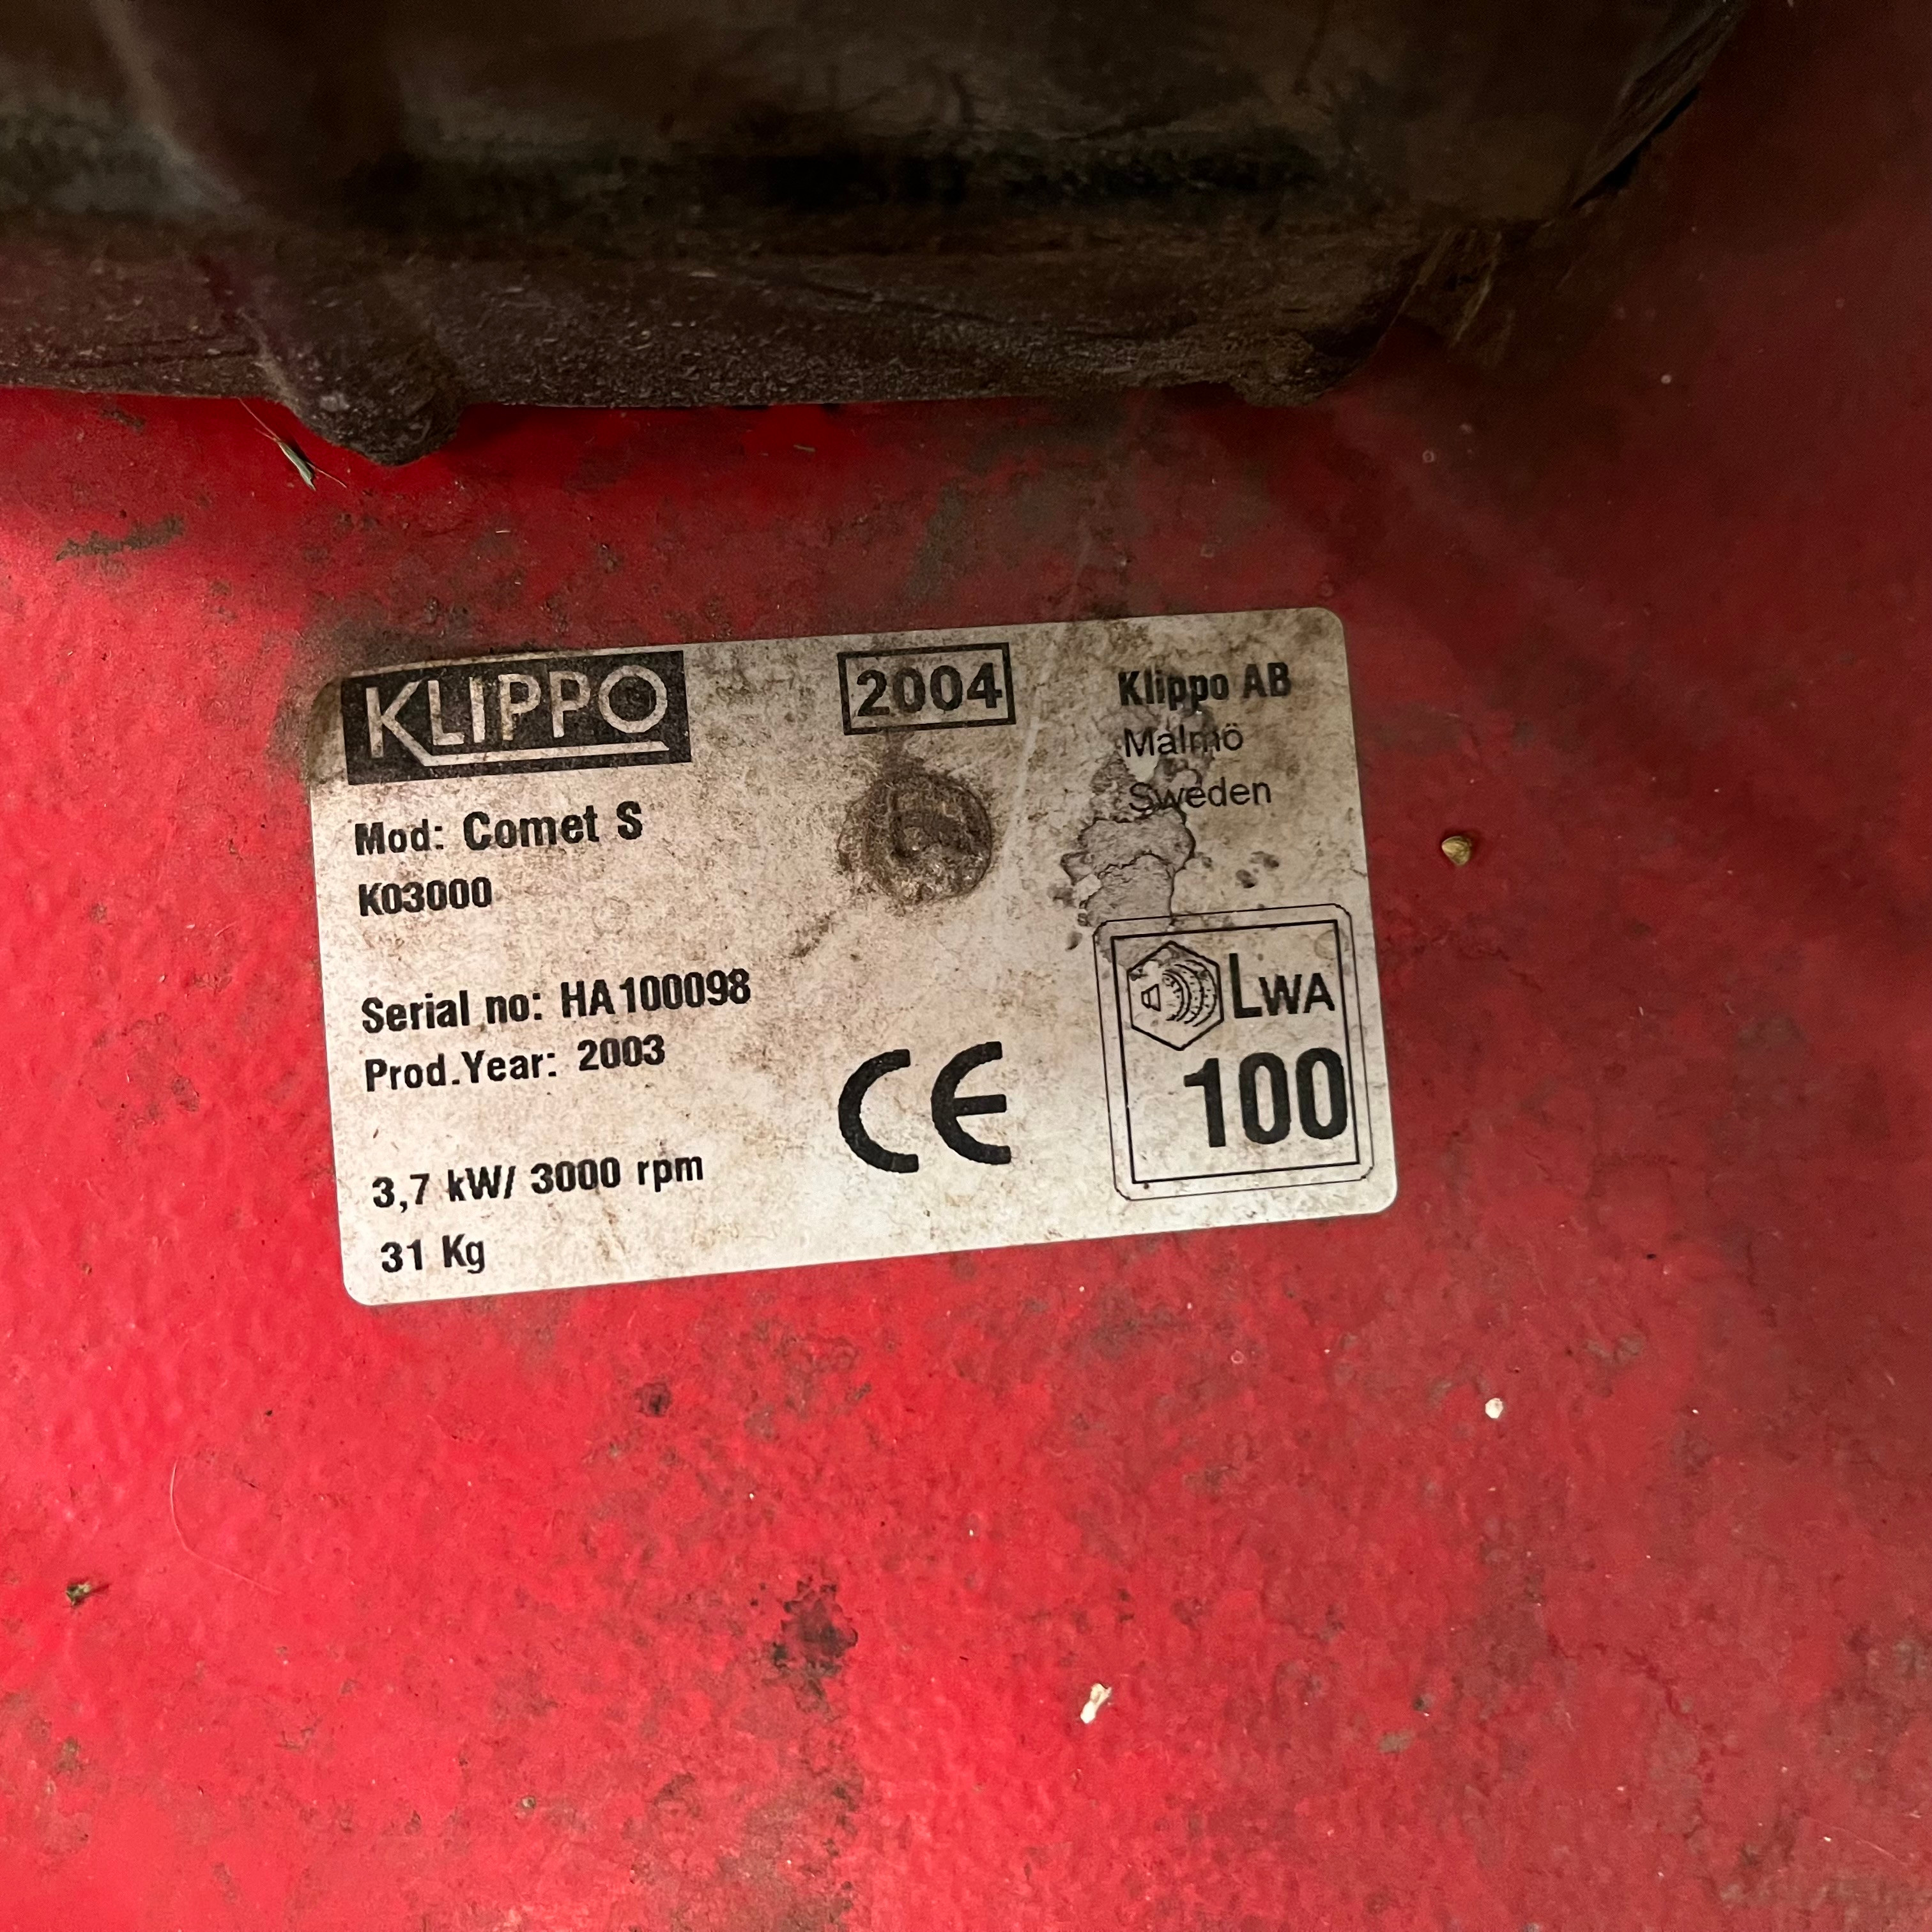 KLIPPO
2004
Klippo AB
Malmö
Sweden
Mod: Comet S
K03000
Serial no: HA100098
Prod.Year: 2003
3,7 kW/ 3000 rpm
31 Kg
CE
LWA
100